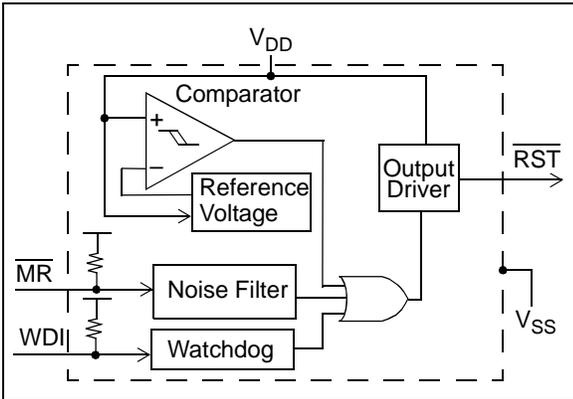 VDD
Comparator
+
–
Reference
Voltage
Output
Driver
RST
MR
Noise Filter
WDI
Watchdog
VSS